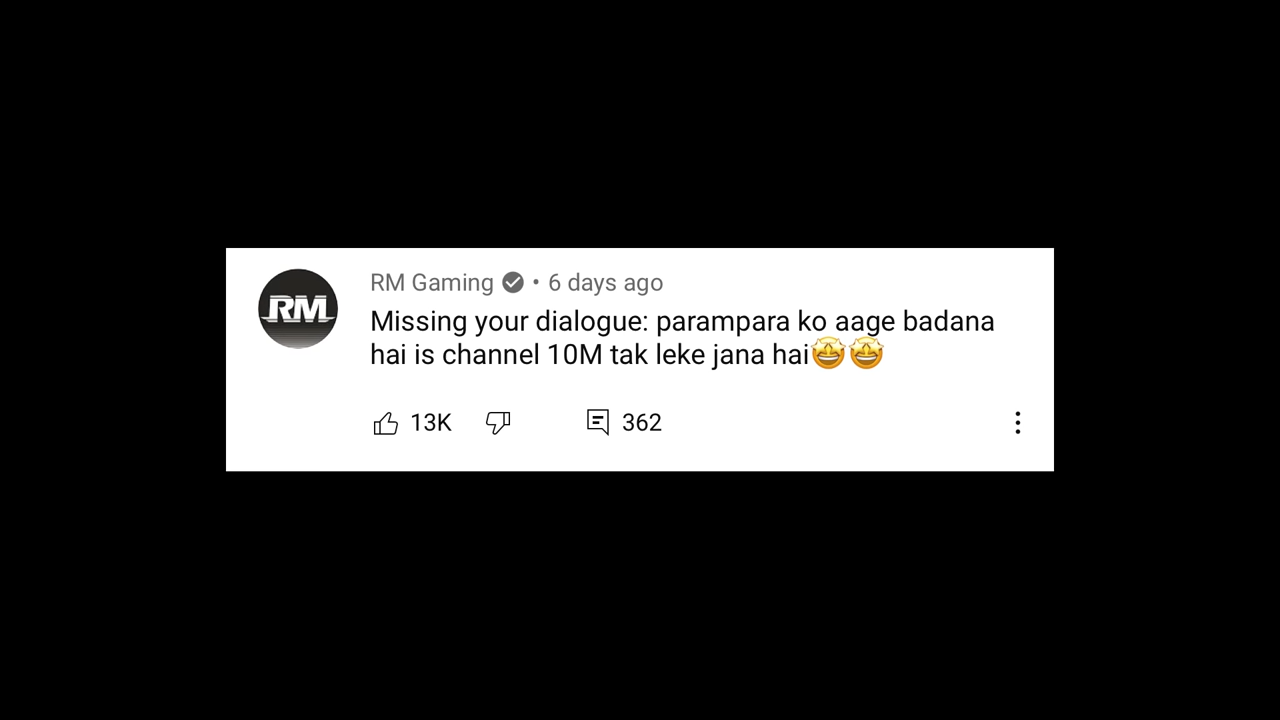 RM
RM Gaming • 6 days ago
Missing your dialogue: parampara ko aage badana
hai is channel 10M tak leke jana hai🤩🤩
13K 362